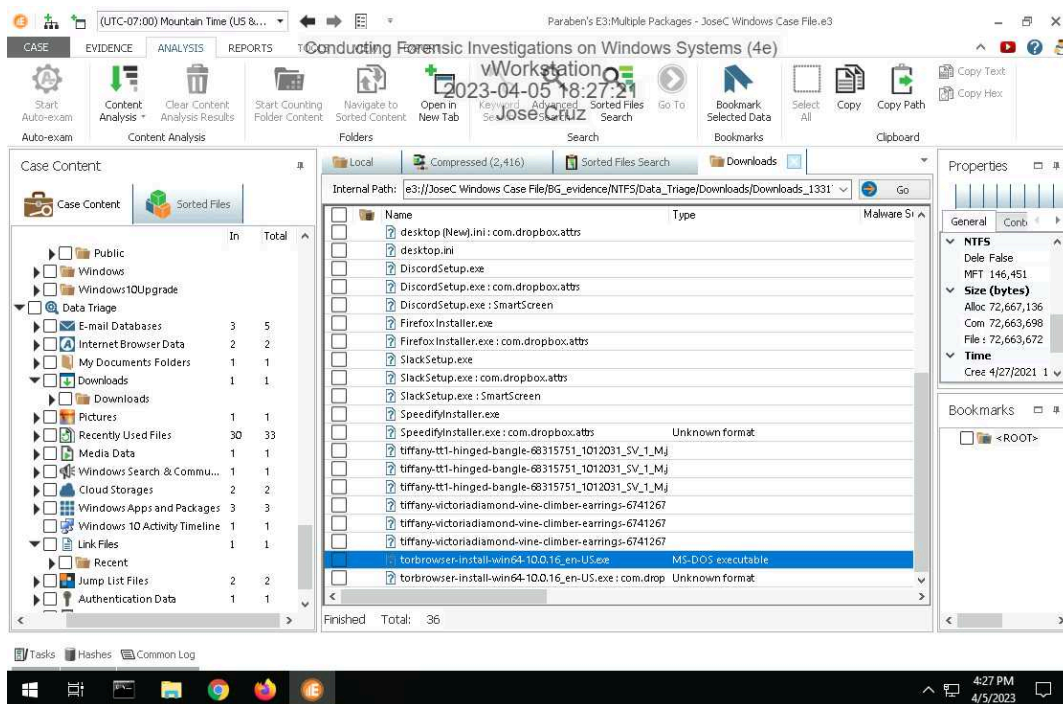 (UTC-07:00) Mountain Time (US &...
Paraben's E3:Multiple Packages - JoseC Windows Case File.e3
CASE EVIDENCE ANALYSIS REPORTS
Conducting Forensic Investigations on Windows Systems (4e)
vWorkstation
2023-04-05 18:27:21
Jose Cruz
Start Auto-exam
Content Analysis
Clear Content Analysis Results
Start Counting Folder Content
Navigate to Sorted Content
Open in New Tab
Keyword Search
Advanced Search
Sorted Files Search
Go To
Bookmark Selected Data
Select All
Copy
Copy Path
Copy Text
Copy Hex
Auto-exam
Content Analysis
Folders
Search
Bookmarks
Clipboard
Case Content
Case Content
Sorted Files
In Total
Public
Windows
Windows10Upgrade
Data Triage
E-mail Databases 3 5
Internet Browser Data 2 2
My Documents Folders 1 1
Downloads 1 1
Downloads
Pictures 1 1
Recently Used Files 30 33
Media Data 1 1
Windows Search & Commu... 1 1
Cloud Storages 2 2
Windows Apps and Packages 3 3
Windows 10 Activity Timeline 1 1
Link Files 1 1
Recent
Jump List Files 2 2
Authentication Data 1 1
Local
Compressed (2,416)
Sorted Files Search
Downloads
Internal Path: e3://JoseC Windows Case File/BG_evidence/NTFS/Data_Triage/Downloads/Downloads_1331
Go
Name Type Malware
desktop (New).ini : com.dropbox.attrs
desktop.ini
DiscordSetup.exe
DiscordSetup.exe : com.dropbox.attrs
DiscordSetup.exe : SmartScreen
Firefox Installer.exe
Firefox Installer.exe : com.dropbox.attrs
SlackSetup.exe
SlackSetup.exe : com.dropbox.attrs
SlackSetup.exe : SmartScreen
SpeedifyInstaller.exe
SpeedifyInstaller.exe : com.dropbox.attrs Unknown format
tiffany-tt1-hinged-bangle-68315751_1012031_SV_1_M.j
tiffany-tt1-hinged-bangle-68315751_1012031_SV_1_M.j
tiffany-tt1-hinged-bangle-68315751_1012031_SV_1_M.j
tiffany-victoriadiamond-vine-climber-earrings-6741267
tiffany-victoriadiamond-vine-climber-earrings-6741267
tiffany-victoriadiamond-vine-climber-earrings-6741267
torbrowser-install-win64-10.0.16_en-US.exe MS-DOS executable
torbrowser-install-win64-10.0.16_en-US.exe : com.drop Unknown format
Finished Total: 36
Properties
General Conte
NTFS
Dele False
MFT 146,451
Size (bytes)
Alloc 72,667,136
Com 72,663,698
File : 72,663,672
Time
Crea 4/27/2021 1
Bookmarks
<ROOT>
Tasks Hashes Common Log
4:27 PM
4/5/2023